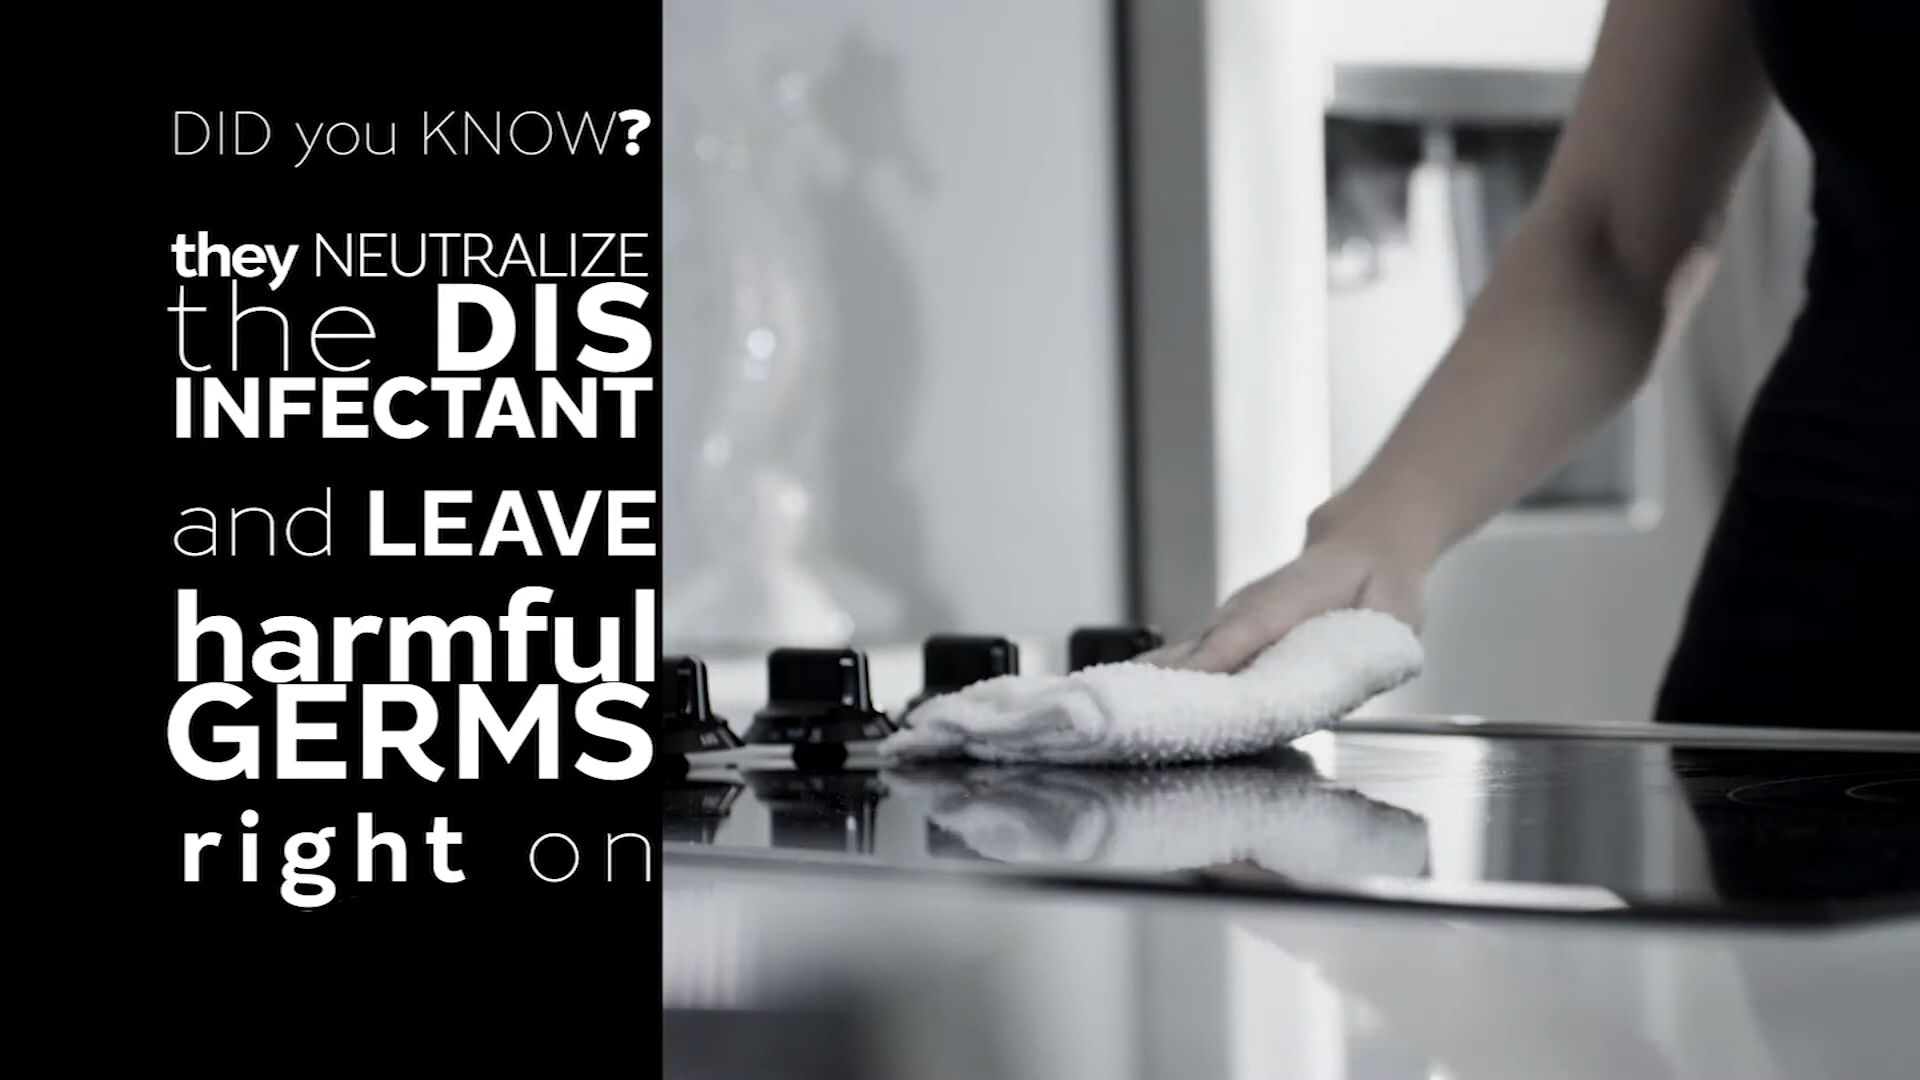 DID you KNOW?
they NEUTRALIZE
the DIS
INFECTANT
and LEAVE
harmful
GERMS
right on